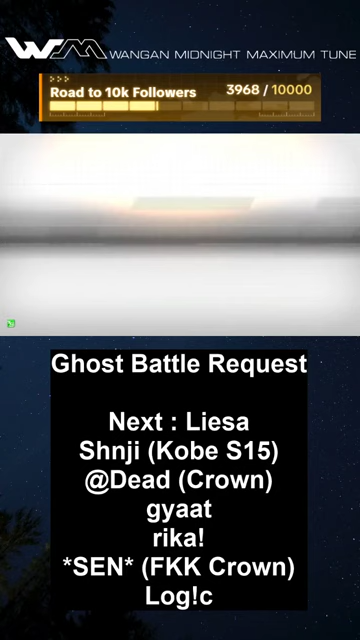 WM WANGAN MIDNIGHT MAXIMUM TUNE
Road to 10k Followers 3968 / 10000
Ghost Battle Request
Next : Liesa
Shnji (Kobe S15)
@Dead (Crown)
gyaat
rika!
*SEN* (FKK Crown)
Log!c